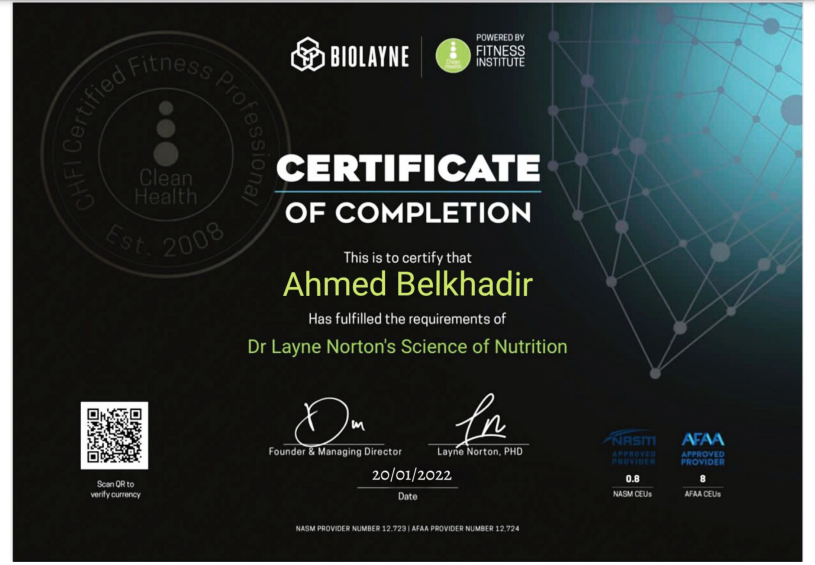 BIOLAYNE
POWERED BY
Clean Health
FITNESS
INSTITUTE
CHFI Certified Fitness Professional
Clean
Health
Est. 2008
CERTIFICATE
OF COMPLETION
This is to certify that
Ahmed Belkhadir
Has fulfilled the requirements of
Dr Layne Norton's Science of Nutrition
Founder & Managing Director
Layne Norton, PHD
20/01/2022
Date
Scan QR to
verify currency
NASM
APPROVED
PROVIDER
0.8
NASM CEUs
AFAA
APPROVED
PROVIDER
8
AFAA CEUs
NASM PROVIDER NUMBER 12,723 | AFAA PROVIDER NUMBER 12,724